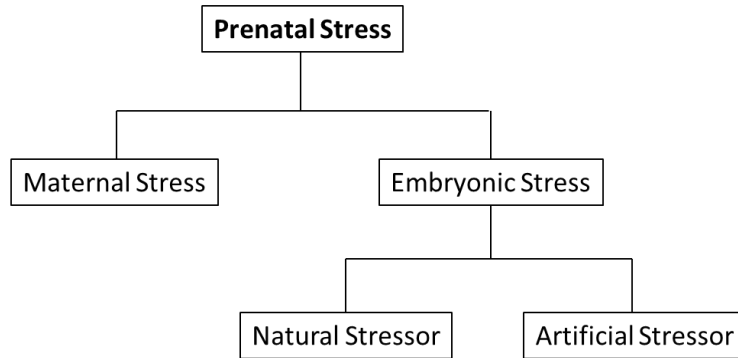 Prenatal Stress
Maternal Stress
Embryonic Stress
Natural Stressor
Artificial Stressor